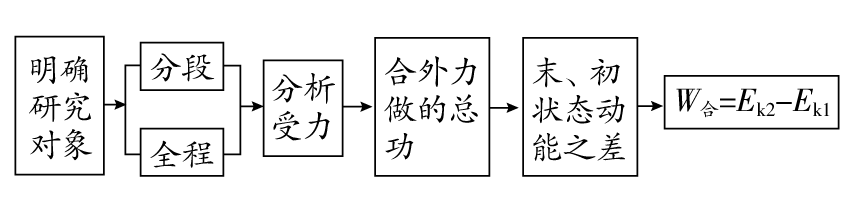 明确
研究
对象
分段
全程
分析
受力
合外力
做的总
功
末、初
状态动
能之差
W合=Ek2-Ek1